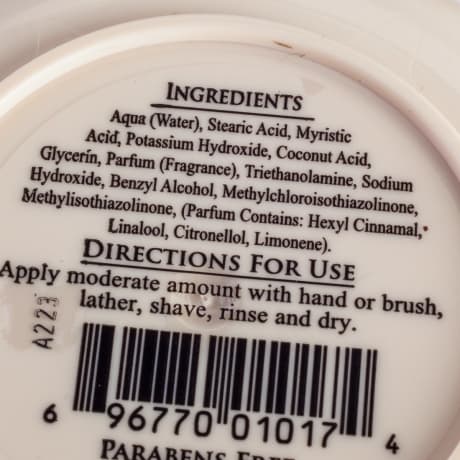 INGREDIENTS
Aqua (Water), Stearic Acid, Myristic
Acid, Potassium Hydroxide, Coconut Acid,
Glycerín, Parfum (Fragrance), Triethanolamine, Sodium
Hydroxide, Benzyl Alcohol, Methylchloroisothiazolinone,
Methylisothiazolinone, (Parfum Contains: Hexyl Cinnamal,
Linalool, Citronellol, Limonene).
DIRECTIONS FOR USE
Apply moderate amount with hand or brush,
lather, shave, rinse and dry.
A223
6 96770 01017 4
PARABENS FREE